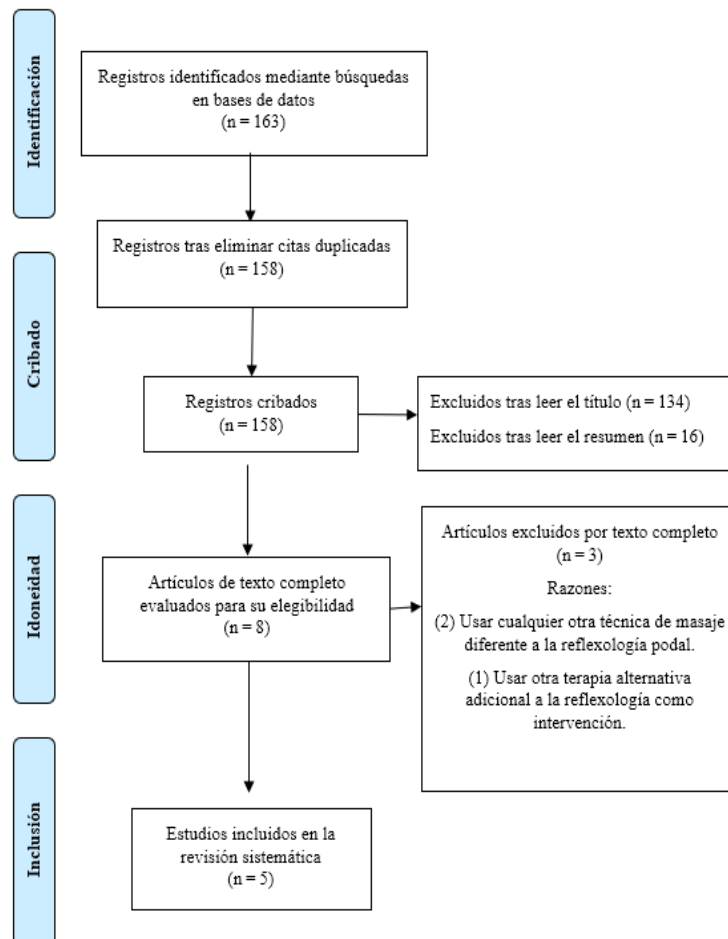 Identificación
Registros identificados mediante búsquedas
en bases de datos
(n = 163)
Registros tras eliminar citas duplicadas
(n = 158)
Cribado
Registros cribados
(n = 158)
Excluidos tras leer el título (n = 134)
Excluidos tras leer el resumen (n = 16)
Idoneidad
Artículos de texto completo
evaluados para su elegibilidad
(n = 8)
Artículos excluidos por texto completo
(n = 3)
Razones:
(2) Usar cualquier otra técnica de masaje
diferente a la reflexología podal.
(1) Usar otra terapia alternativa
adicional a la reflexología como
intervención.
Inclusión
Estudios incluidos en la
revisión sistemática
(n = 5)